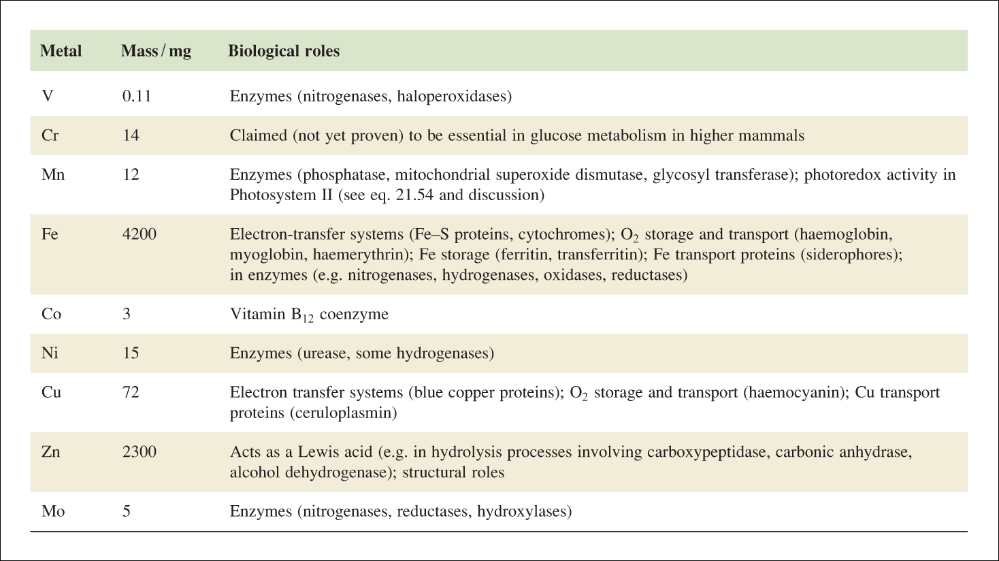 Metal Mass / mg Biological roles
V 0.11 Enzymes (nitrogenases, haloperoxidases)
Cr 14 Claimed (not yet proven) to be essential in glucose metabolism in higher mammals
Mn 12 Enzymes (phosphatase, mitochondrial superoxide dismutase, glycosyl transferase); photoredox activity in
Photosystem II (see eq. 21.54 and discussion)
Fe 4200 Electron-transfer systems (Fe–S proteins, cytochromes); O₂ storage and transport (haemoglobin,
myoglobin, haemerythrin); Fe storage (ferritin, transferritin); Fe transport proteins (siderophores);
in enzymes (e.g. nitrogenases, hydrogenases, oxidases, reductases)
Co 3 Vitamin B₁₂ coenzyme
Ni 15 Enzymes (urease, some hydrogenases)
Cu 72 Electron transfer systems (blue copper proteins); O₂ storage and transport (haemocyanin); Cu transport
proteins (ceruloplasmin)
Zn 2300 Acts as a Lewis acid (e.g. in hydrolysis processes involving carboxypeptidase, carbonic anhydrase,
alcohol dehydrogenase); structural roles
Mo 5 Enzymes (nitrogenases, reductases, hydroxylases)